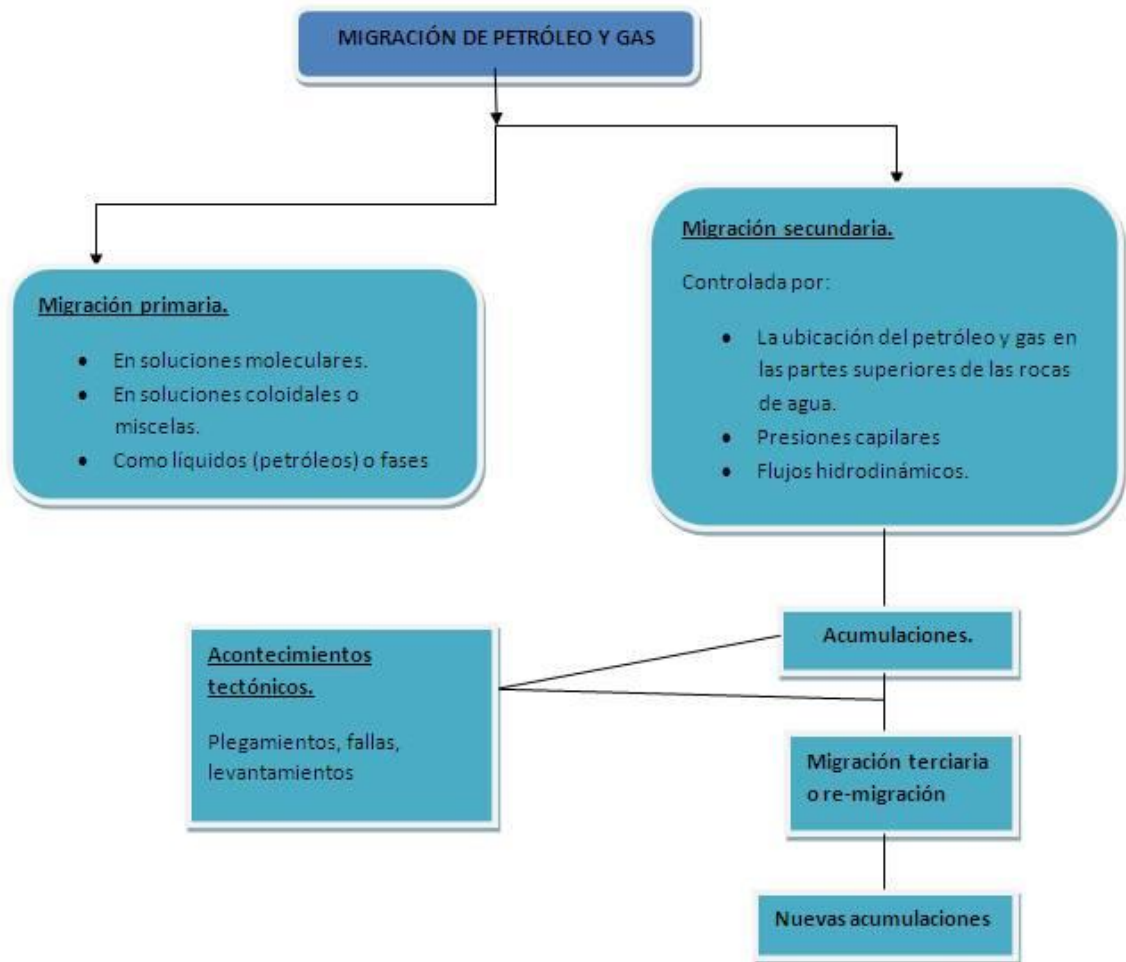 MIGRACIÓN DE PETRÓLEO Y GAS
Migración primaria.
• En soluciones moleculares.
• En soluciones coloidales o
miscelas.
• Como líquidos (petróleos) o fases
Migración secundaria.
Controlada por:
• La ubicación del petróleo y gas en
las partes superiores de las rocas
de agua.
• Presiones capilares
• Flujos hidrodinámicos.
Acumulaciones.
Acontecimientos
tectónicos.
Plegamientos, fallas,
levantamientos
Migración terciaria
o re-migración
Nuevas acumulaciones